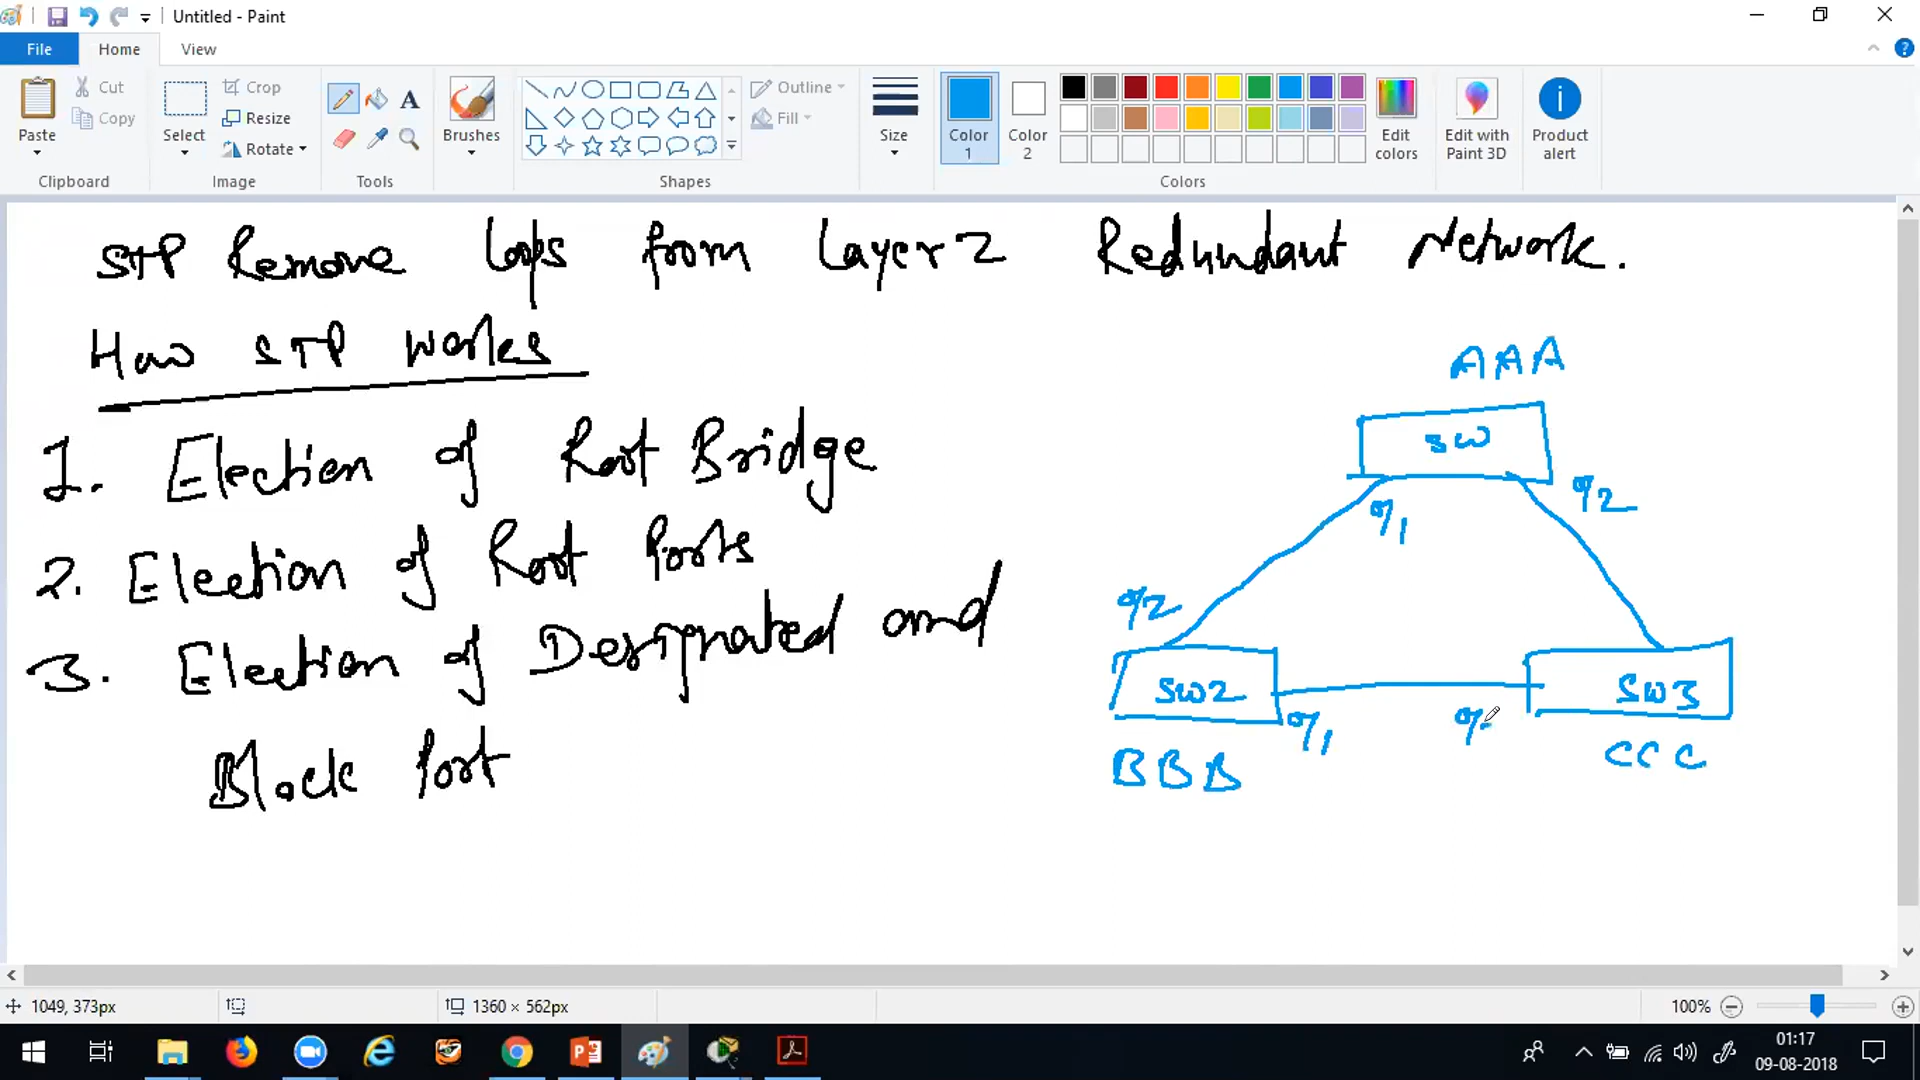 Untitled - Paint
File
Home
View
Paste
Cut
Copy
Clipboard
Select
Crop
Resize
Rotate
Image
Tools
Brushes
Shapes
Outline
Fill
Size
Color 1
Color 2
Edit colors
Edit with Paint 3D
Product alert
Colors
STP Remove loops from Layer 2 Redundant Network.
How STP works
1. Election of Root Bridge
2. Election of Root Ports
3. Election of Designated and
Block Port
AAA
SW
0/1
0/2
0/2
SW2
0/1
BBB
SW3
CCC
1049, 373px
1360 × 562px
100%
01:17
09-08-2018